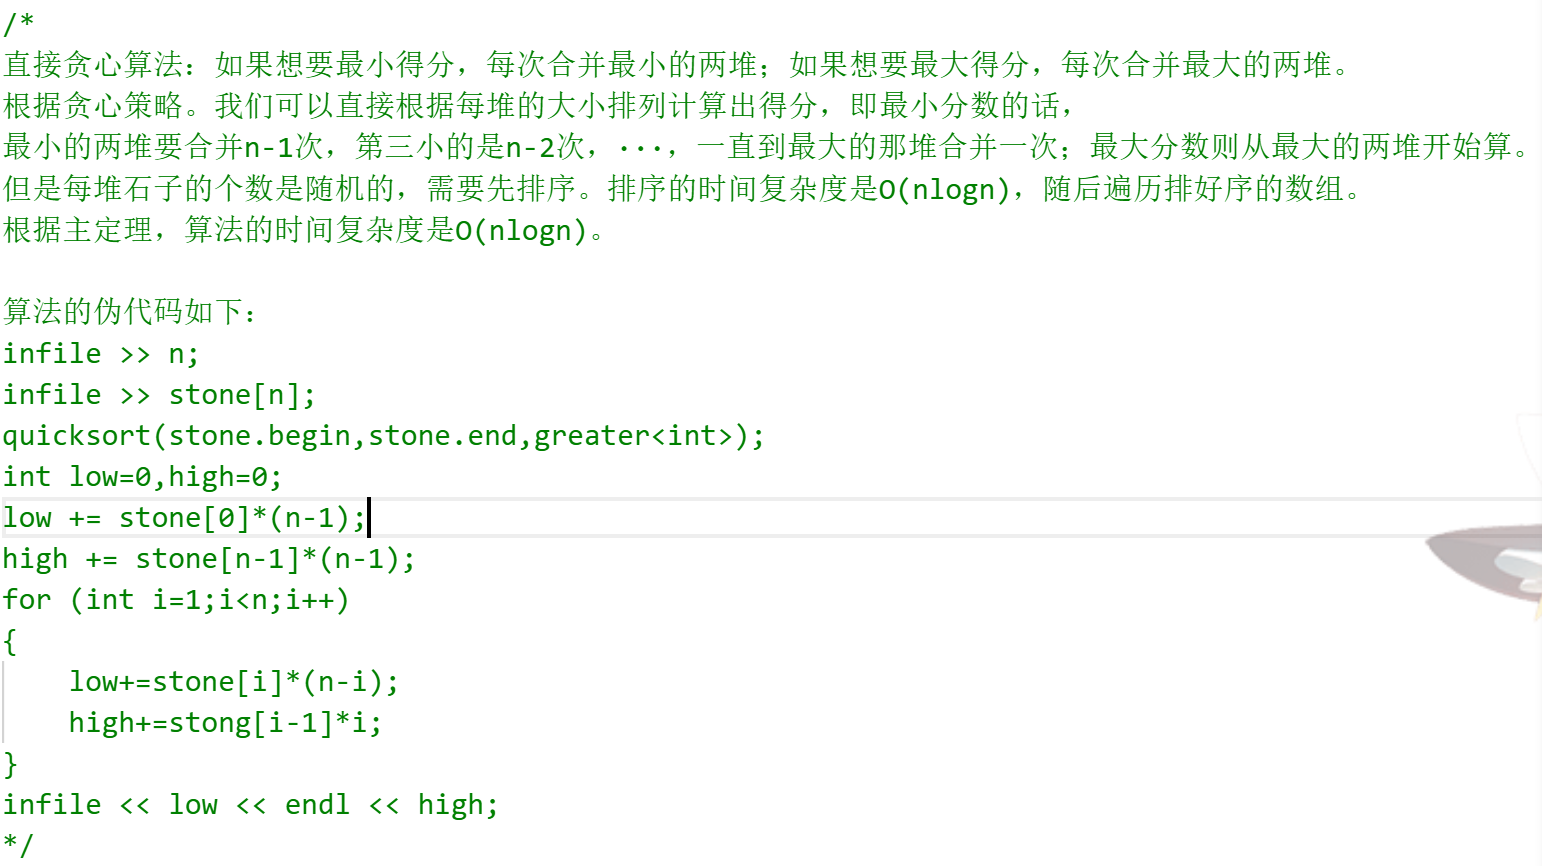 /*
直接贪心算法：如果想要最小得分，每次合并最小的两堆；如果想要最大得分，每次合并最大的两堆。
根据贪心策略。我们可以直接根据每堆的大小排列计算出得分，即最小分数的话，
最小的两堆要合并n-1次，第三小的是n-2次，···，一直到最大的那堆合并一次；最大分数则从最大的两堆开始算。
但是每堆石子的个数是随机的，需要先排序。排序的时间复杂度是O(nlogn)，随后遍历排好序的数组。
根据主定理，算法的时间复杂度是O(nlogn)。
算法的伪代码如下：
infile >> n;
infile >> stone[n];
quicksort(stone.begin,stone.end,greater<int>);
int low=0,high=0;
low += stone[0]*(n-1);
high += stone[n-1]*(n-1);
for (int i=1;i<n;i++)
{
    low+=stone[i]*(n-i);
    high+=stong[i-1]*i;
}
infile << low << endl << high;
*/